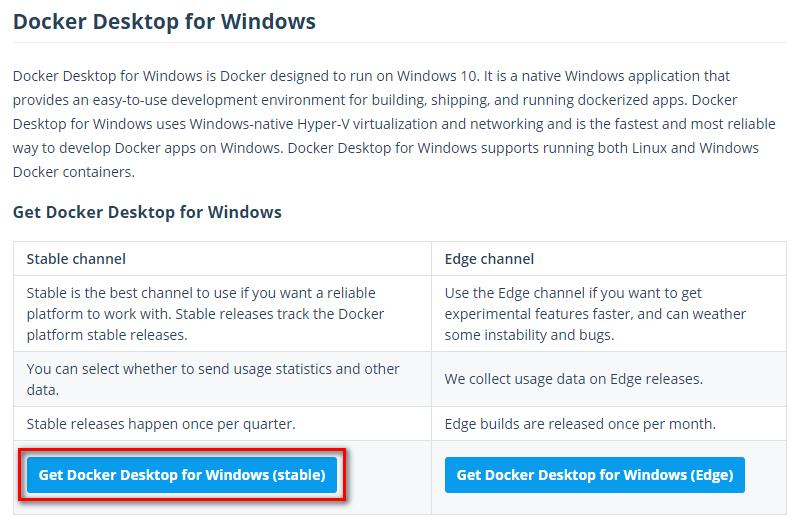 Docker Desktop for Windows
Docker Desktop for Windows is Docker designed to run on Windows 10. It is a native Windows application that
provides an easy-to-use development environment for building, shipping, and running dockerized apps. Docker
Desktop for Windows uses Windows-native Hyper-V virtualization and networking and is the fastest and most reliable
way to develop Docker apps on Windows. Docker Desktop for Windows supports running both Linux and Windows
Docker containers.
Get Docker Desktop for Windows
Stable channel
Edge channel
Stable is the best channel to use if you want a reliable
platform to work with. Stable releases track the Docker
platform stable releases.
Use the Edge channel if you want to get
experimental features faster, and can weather
some instability and bugs.
You can select whether to send usage statistics and other
data.
We collect usage data on Edge releases.
Stable releases happen once per quarter.
Edge builds are released once per month.
Get Docker Desktop for Windows (stable)
Get Docker Desktop for Windows (Edge)